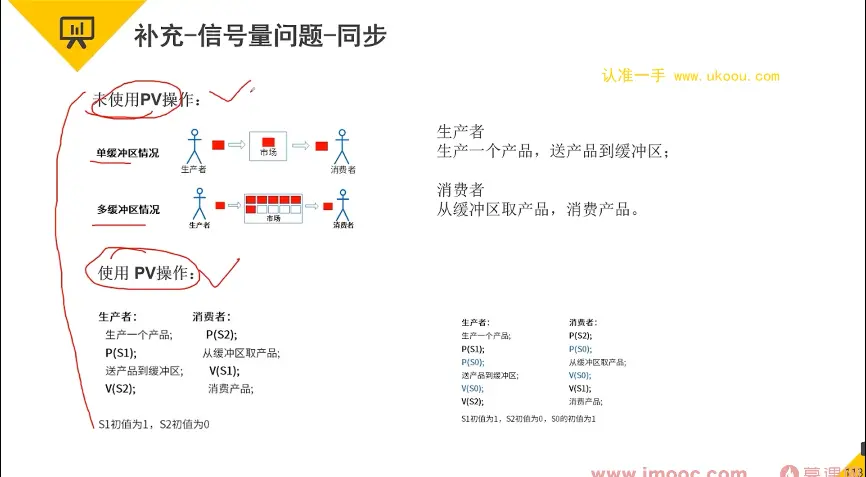 补充-信号量问题-同步
认准一手 www.ukoou.com
未使用PV操作：
单缓冲区情况
生产者
市场
消费者
多缓冲区情况
生产者
市场
消费者
使用 PV操作：
生产者：
生产一个产品;
P(S1);
送产品到缓冲区;
V(S2);
消费者：
P(S2);
从缓冲区取产品;
V(S1);
消费产品;
S1初值为1，S2初值为0
生产者
生产一个产品，送产品到缓冲区；
消费者
从缓冲区取产品，消费产品。
生产者：
生产一个产品;
P(S1);
P(S0);
送产品到缓冲区;
V(S0);
V(S2);
消费者：
P(S2);
P(S0);
从缓冲区取产品;
V(S0);
V(S1);
消费产品;
S1初值为1，S2初值为0，S0的初值为1
www.imooc.com
113